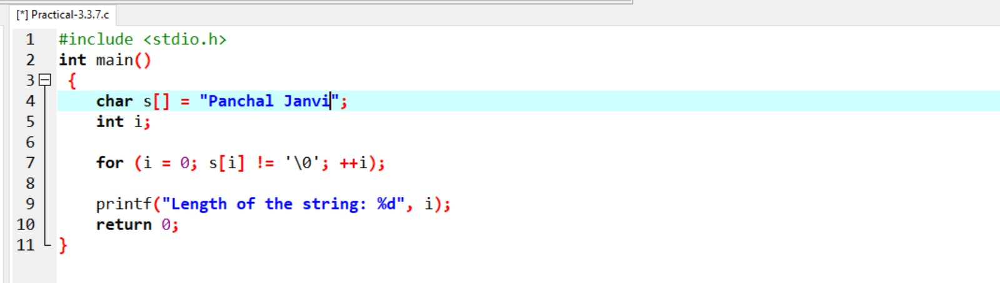 [*] Practical-3.3.7.c
1 #include <stdio.h>
2 int main()
3 {
4 char s[] = "Panchal Janvi";
5 int i;
6
7 for (i = 0; s[i] != '\0'; ++i);
8
9 printf("Length of the string: %d", i);
10 return 0;
11 }